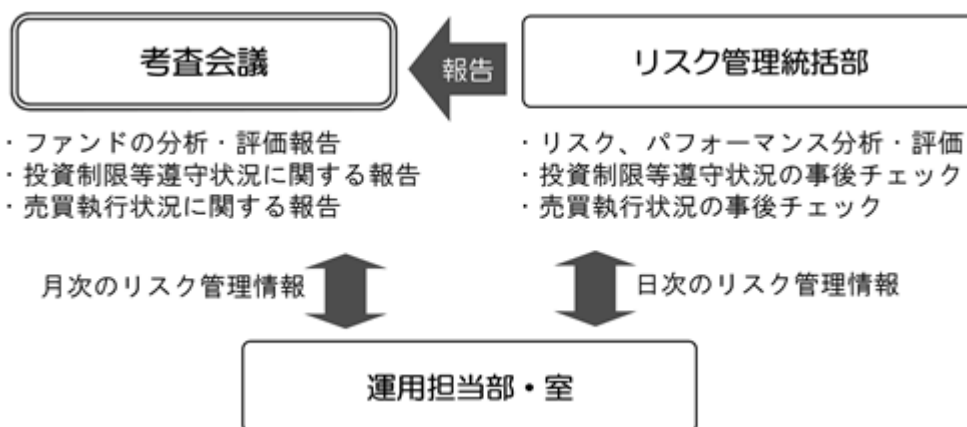 考査会議
報告
リスク管理統括部
・ファンドの分析・評価報告
・投資制限等遵守状況に関する報告
・売買執行状況に関する報告
・リスク、パフォーマンス分析・評価
・投資制限等遵守状況の事後チェック
・売買執行状況の事後チェック
月次のリスク管理情報
日次のリスク管理情報
運用担当部・室